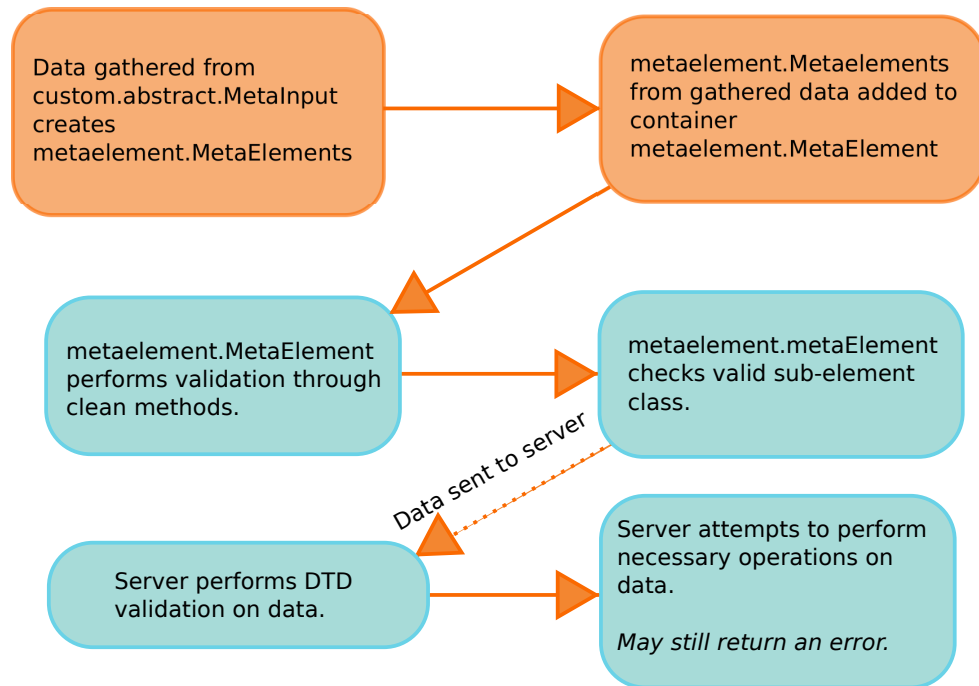 Data gathered from
custom.abstract.MetaInput
creates
metaelement.MetaElements
metaelement.Metaelements
from gathered data added to
container
metaelement.MetaElement
metaelement.MetaElement
performs validation through
clean methods.
metaelement.metaElement
checks valid sub-element
class.
Data sent to server
Server performs DTD
validation on data.
Server attempts to perform
necessary operations on
data.
May still return an error.